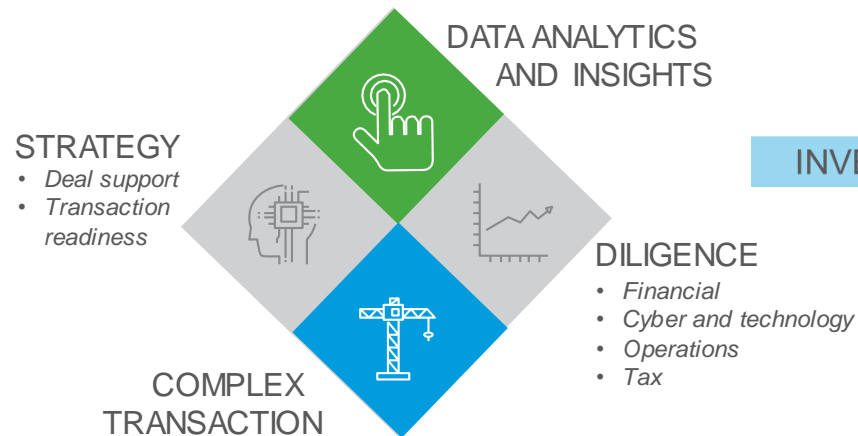 DATA ANALYTICS
AND INSIGHTS
STRATEGY
• Deal support
• Transaction
readiness
DILIGENCE
• Financial
• Cyber and technology
• Operations
• Tax
COMPLEX
TRANSACTION